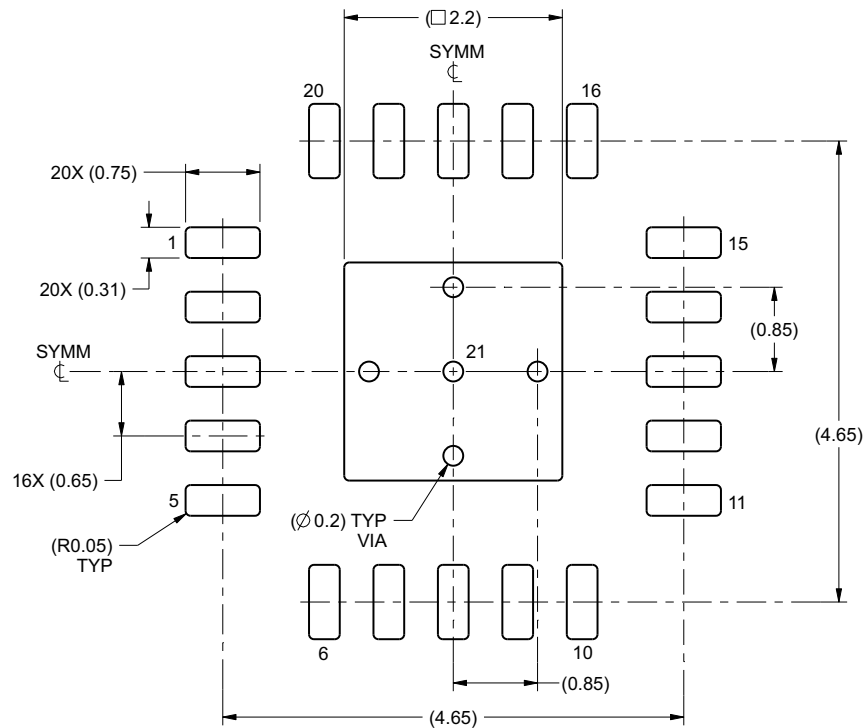 (□ 2.2)
SYMM
℄
20
16
20X (0.75)
1
15
20X (0.31)
(0.85)
SYMM
℄
21
(4.65)
16X (0.65)
5
11
(Ø 0.2) TYP
VIA
(R0.05)
TYP
6
10
(0.85)
(4.65)